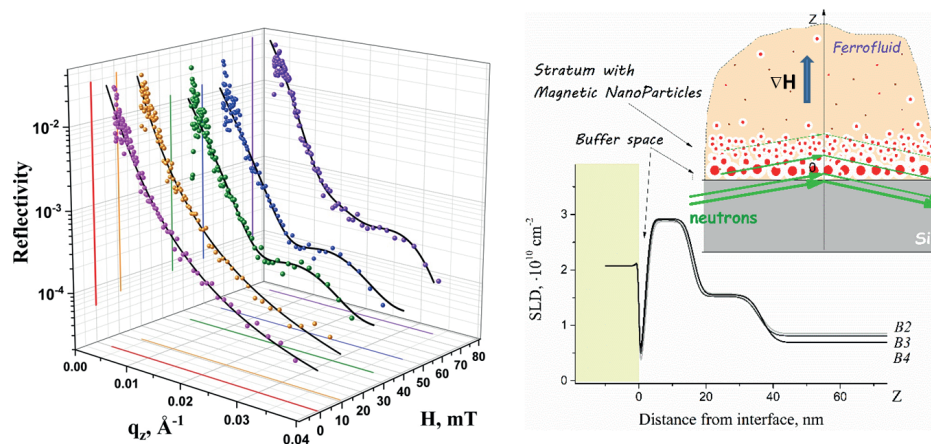 Reflectivity
10⁻²
10⁻³
10⁻⁴
0.00
0.01
0.02
0.03
0.04
q_z, Å⁻¹
0
10
20
30
40
50
60
70
80
H, mT
Z
Ferrofluid
∇H
Stratum with
Magnetic NanoParticles
Buffer space
0
neutrons
Si
SLD, ·10¹⁰ cm⁻²
3
2
1
0
B2
B3
B4
0
20
40
60
Z
Distance from interface, nm